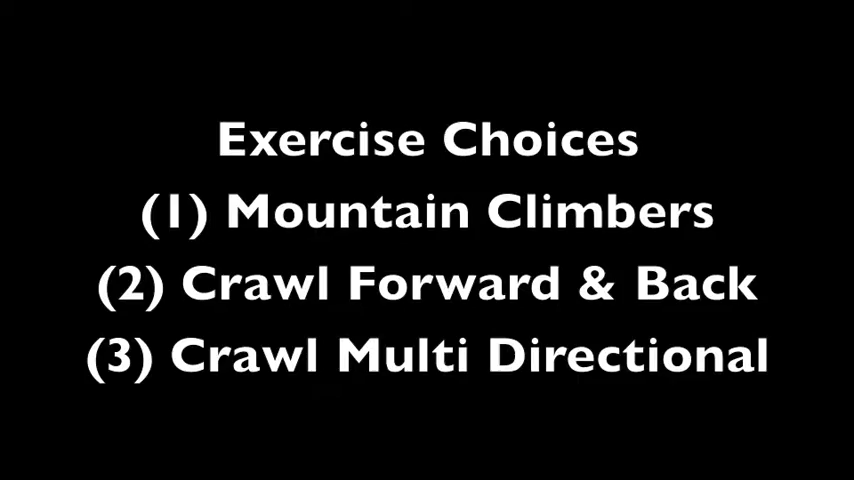 Exercise Choices
(1) Mountain Climbers
(2) Crawl Forward & Back
(3) Crawl Multi Directional